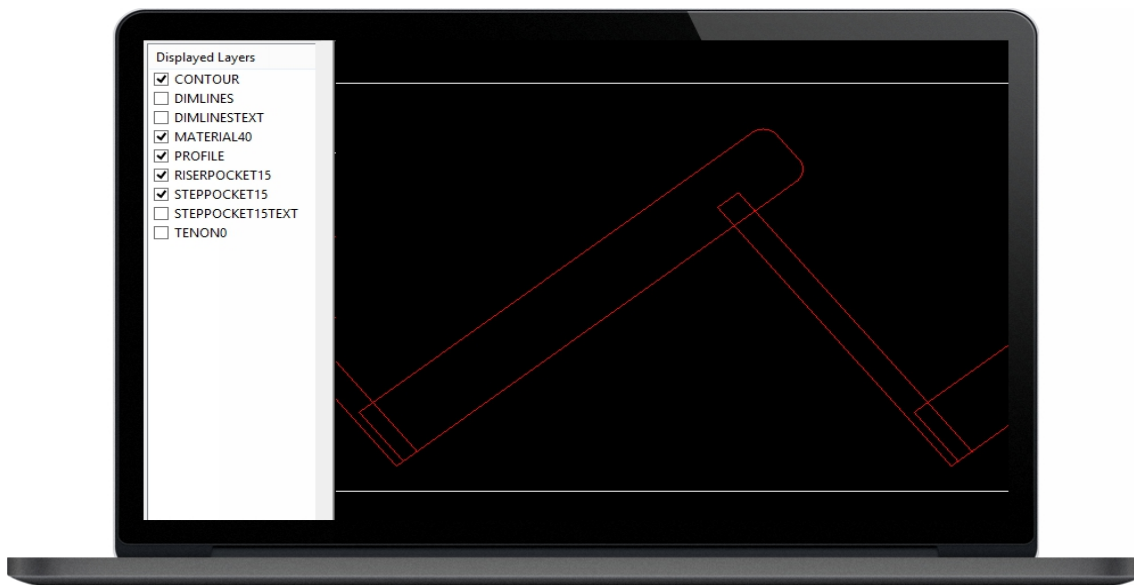 Displayed Layers
CONTOUR
DIMLINES
DIMLINESTEXT
MATERIAL40
PROFILE
RISERPOCKET15
STEPPOCKET15
STEPPOCKET15TEXT
TENON0